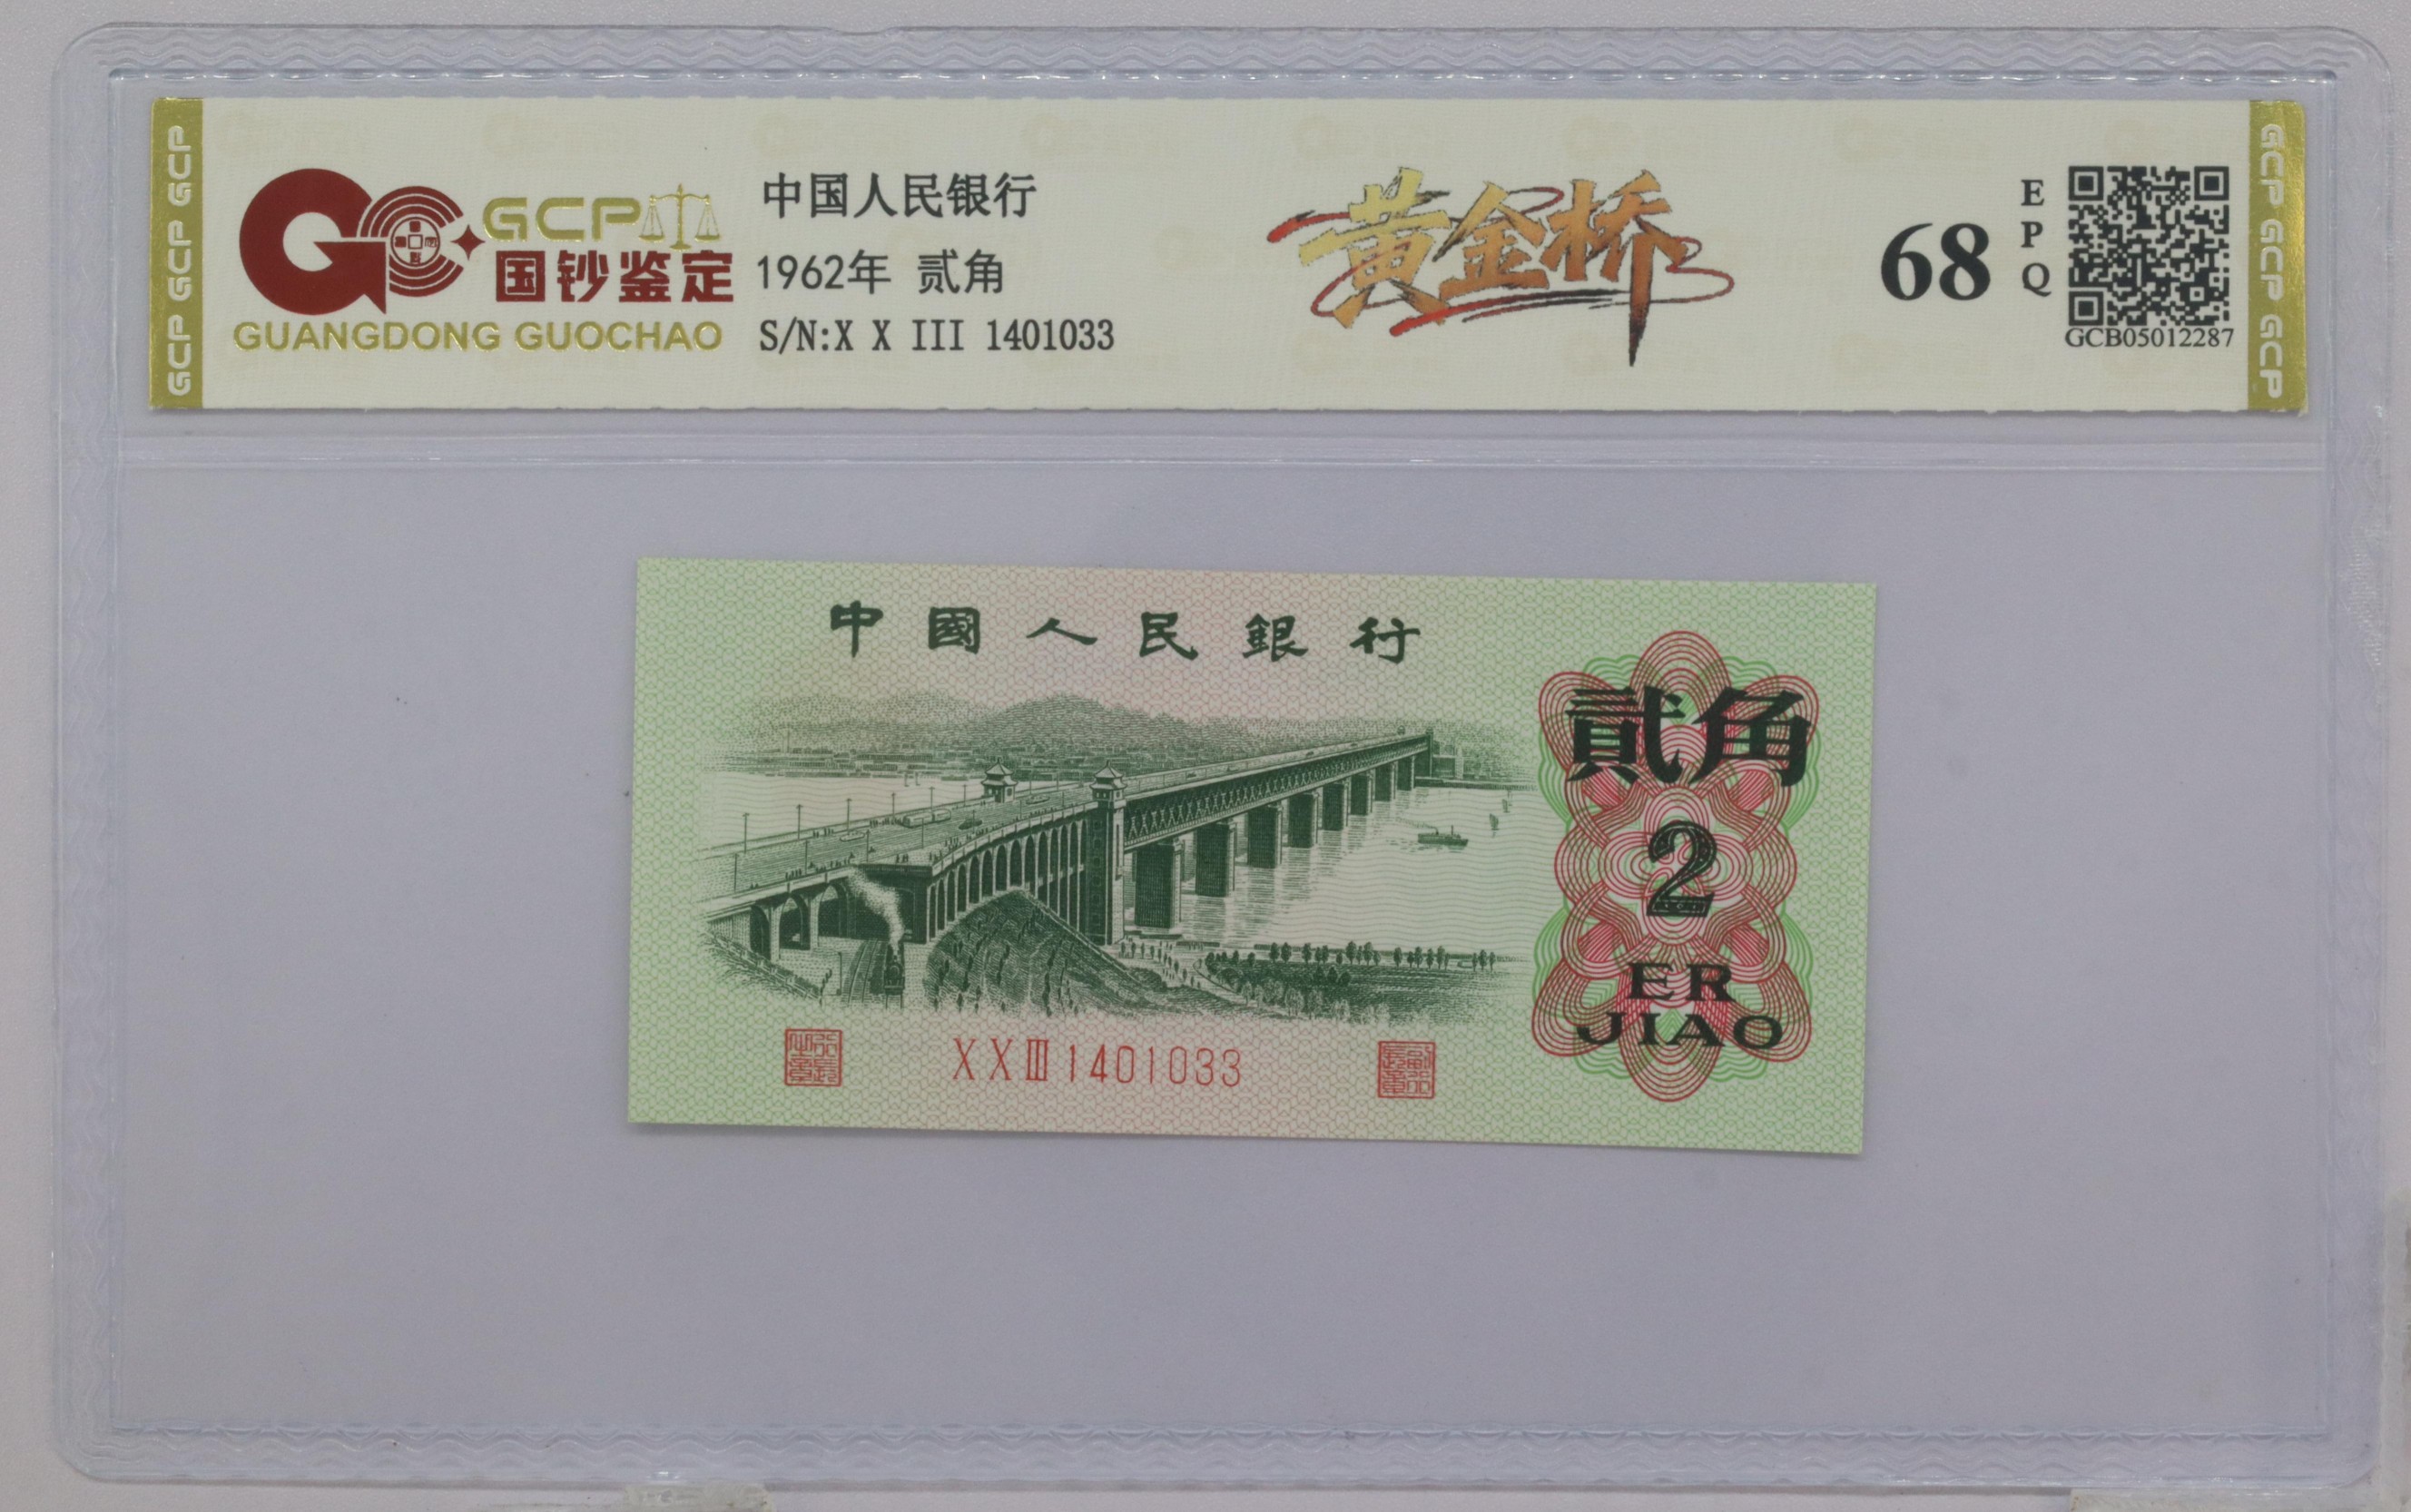 GCP GCP GCP
GCP
国钞鉴定
GUANGDONG GUOCHAO
中国人民银行
1962年 贰角
S/N:X X III 1401033
黄金桥
68
EPQ
GCB05012287
GCP GCP GCP
中國人民銀行
貳角
2
ER
JIAO
XXIII1401033